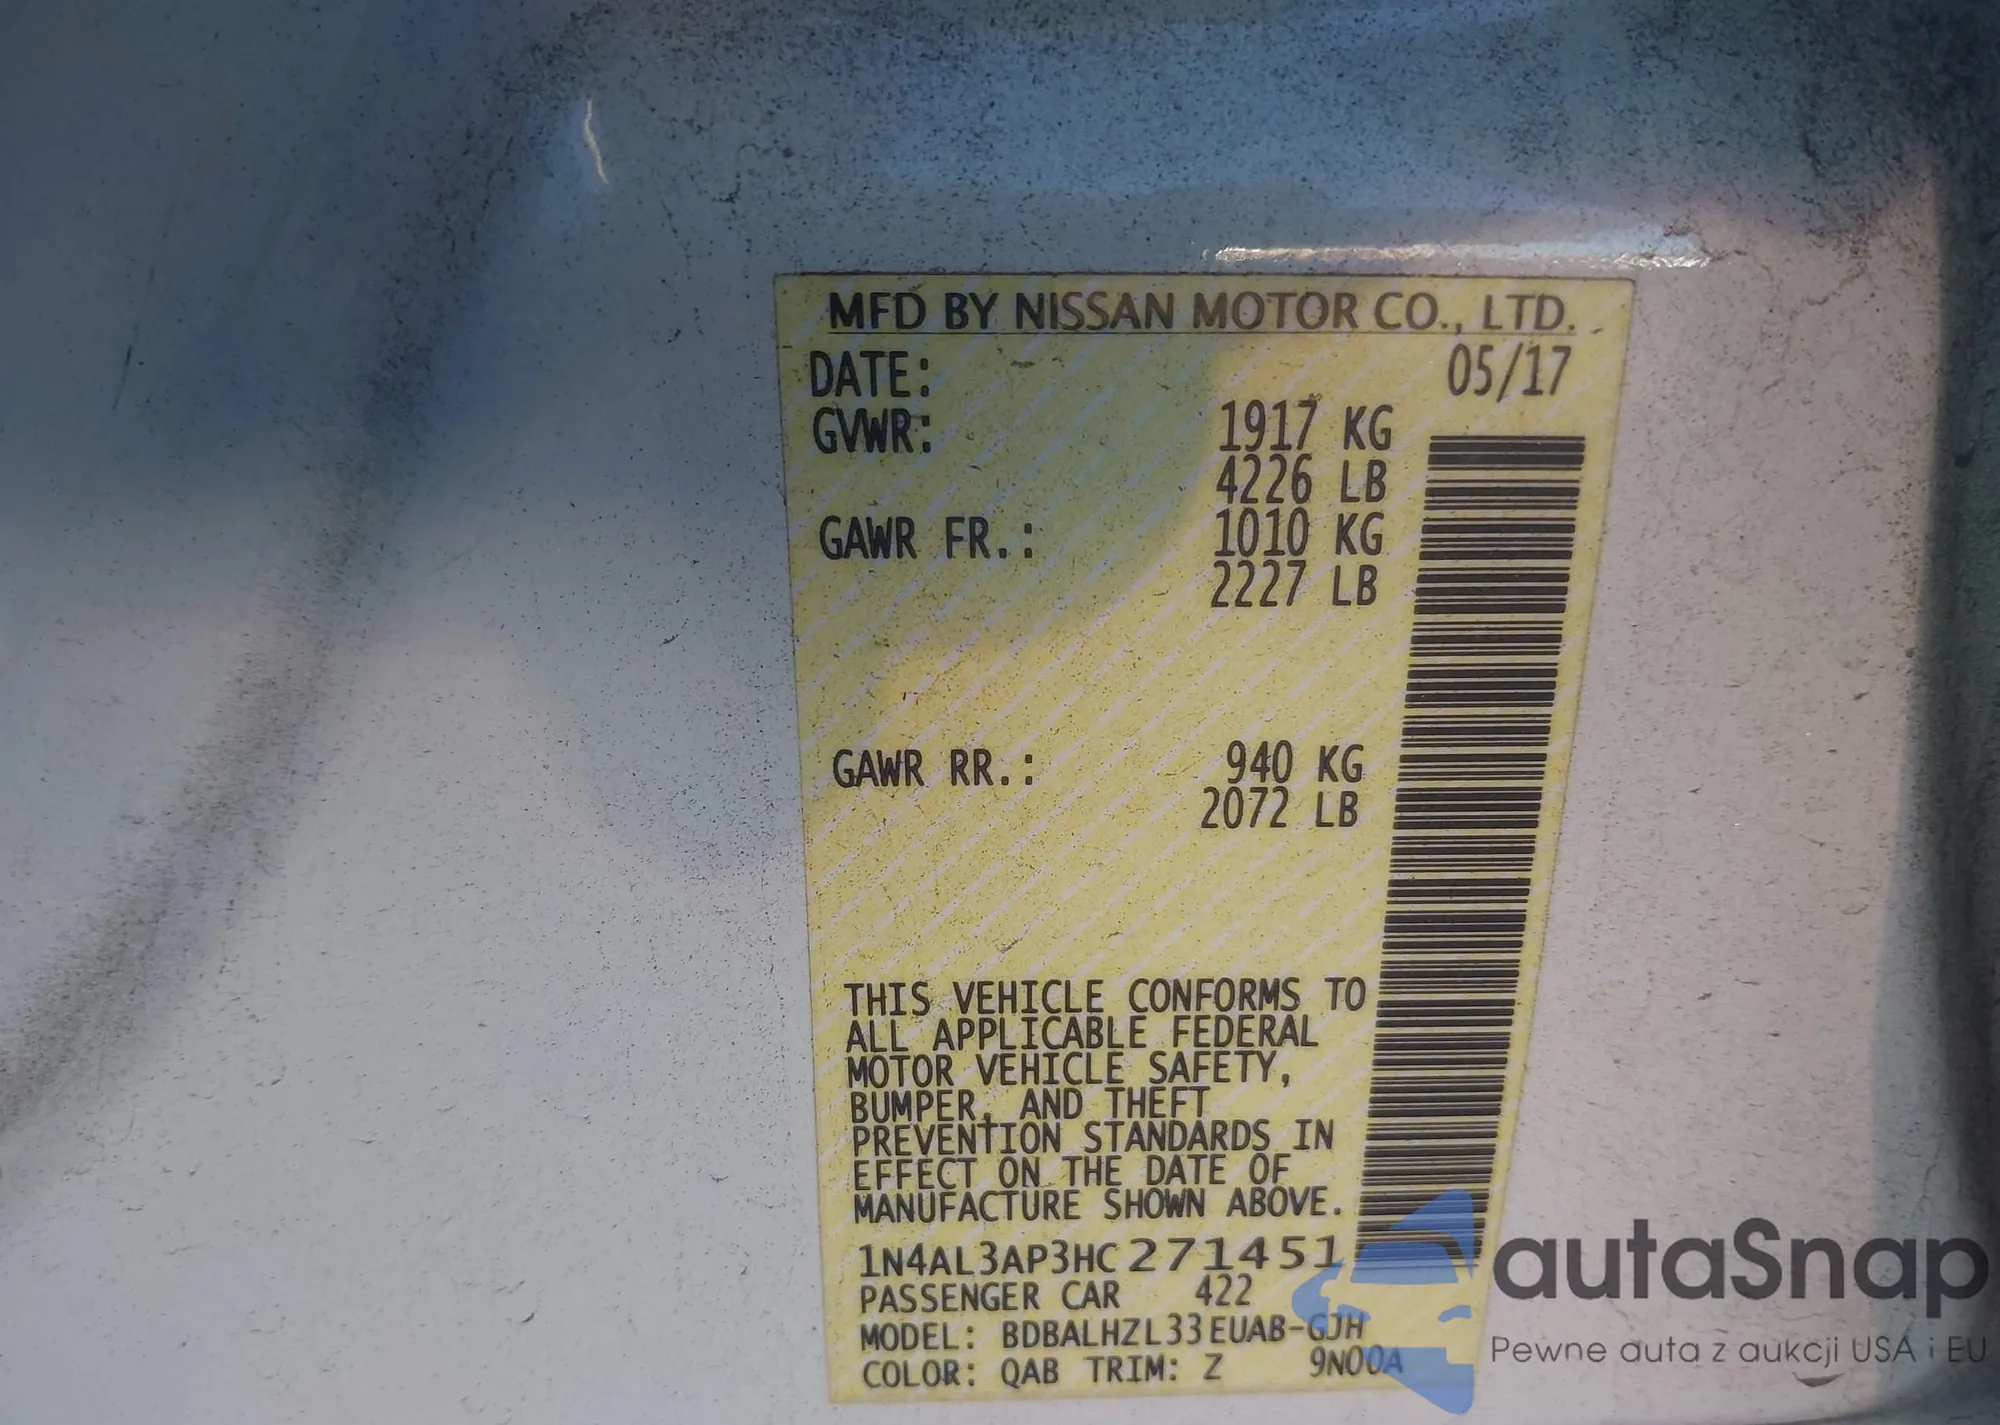 MFD BY NISSAN MOTOR CO., LTD.
DATE: 05/17
GVWR: 1917 KG
4226 LB
GAWR FR.: 1010 KG
2227 LB
GAWR RR.: 940 KG
2072 LB
THIS VEHICLE CONFORMS TO
ALL APPLICABLE FEDERAL
MOTOR VEHICLE SAFETY,
BUMPER, AND THEFT
PREVENTION STANDARDS IN
EFFECT ON THE DATE OF
MANUFACTURE SHOWN ABOVE.
1N4AL3AP3HC271451
PASSENGER CAR 422
MODEL: BDBALHZL33EUAB-GJH
COLOR: QAB TRIM: Z 9N00A
autaSnap
Pewne auta z aukcji USA i EU